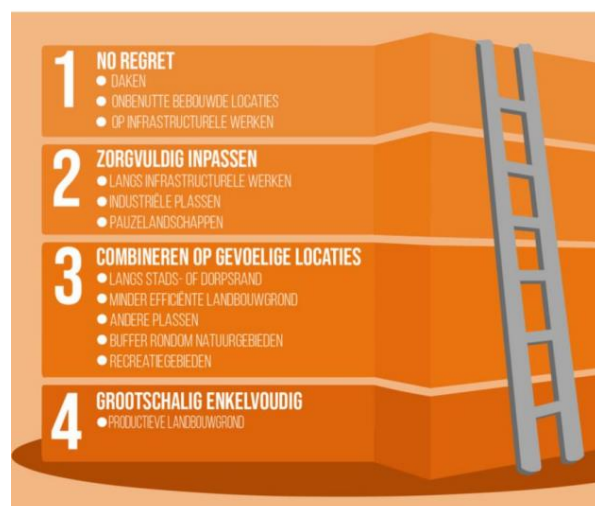 1
NO REGRET
DAKEN
ONBENUTTE BEBOUWDE LOCATIES
OP INFRASTRUCTURELE WERKEN
2
ZORGVULDIG INPASSEN
LANGS INFRASTRUCTURELE WERKEN
INDUSTRIËLE PLASSEN
PAUZELANDSCHAPPEN
3
COMBINEREN OP GEVOELIGE LOCATIES
LANGS STADS- OF DORPSRAND
MINDER EFFICIËNTE LANDBOUWGROND
ANDERE PLASSEN
BUFFER RONDOM NATUURGEBIEDEN
RECREATIEGEBIEDEN
4
GROOTSCHALIG ENKELVOUDIG
PRODUCTIEVE LANDBOUWGROND